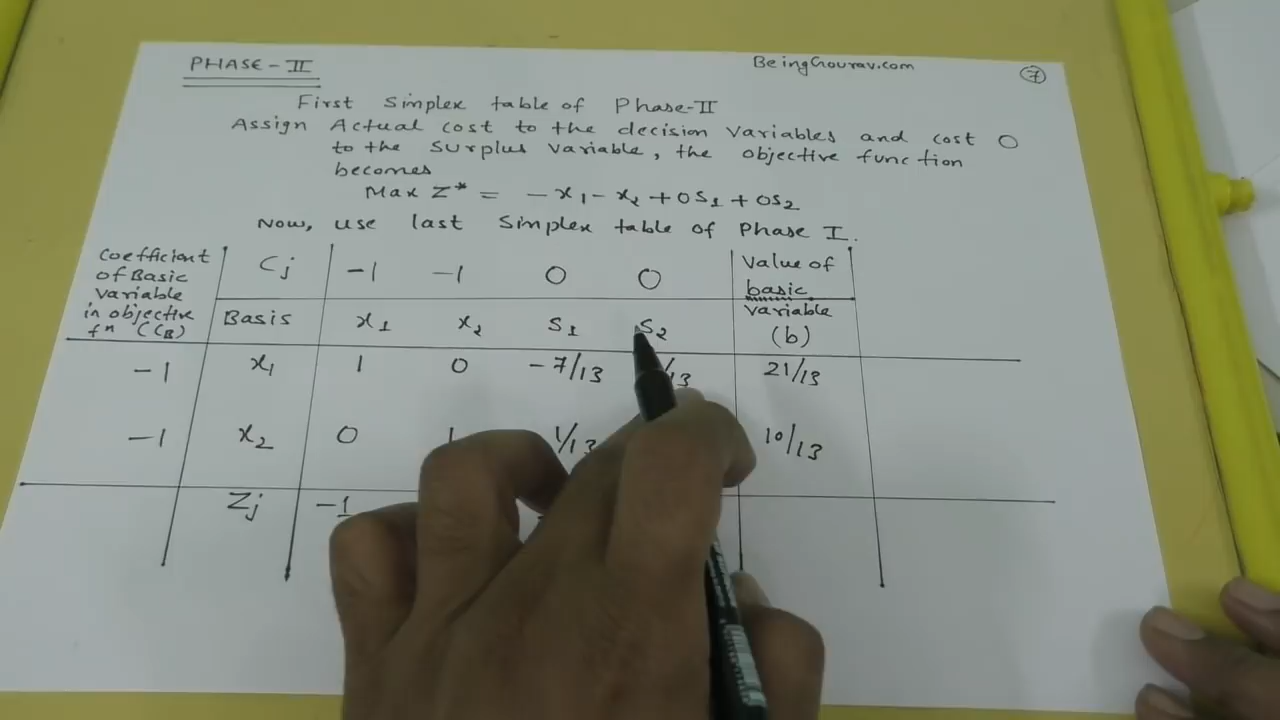 PHASE-II
BeingGourav.com
7
First Simplex table of Phase-II
Assign Actual cost to the decision variables and cost 0
to the surplus variable, the objective function
becomes
Max Z* = -x1 - x2 + 0S1 + 0S2
Now, use last Simplex table of Phase I.
Coefficient of Basic Variable in objective fn (CB)
Cj -1 -1 0 0 Value of basic variable (b)
Basis x1 x2 S1 S2
-1 x1 1 0 -7/13 /13 21/13
-1 x2 0 1/13 10/13
Zj -1